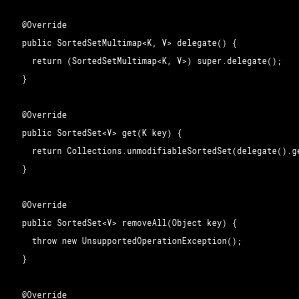 @Override
public SortedSetMultimap<K, V> delegate() {
return (SortedSetMultimap<K, V>) super.delegate();
}
@Override
public SortedSet<V> get(K key) {
return Collections.unmodifiableSortedSet(delegate().ge
}
@Override
public SortedSet<V> removeAll(Object key) {
throw new UnsupportedOperationException();
}
@Override